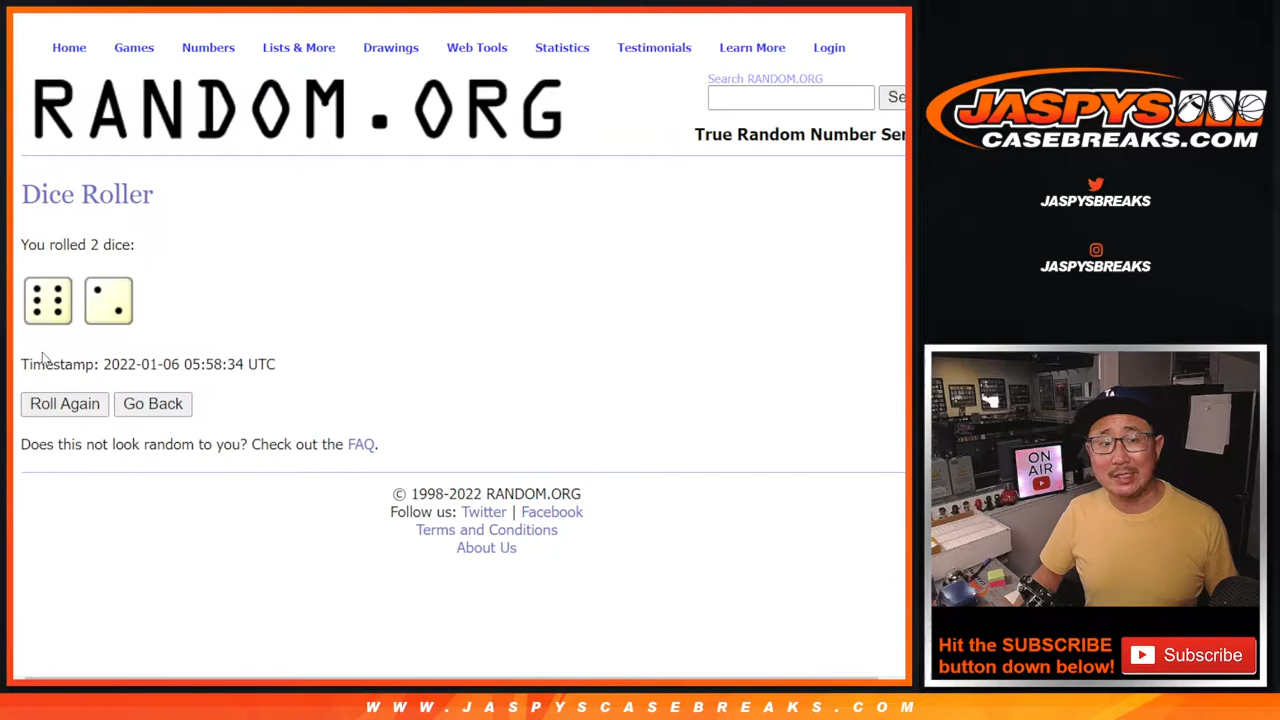 Home Games Numbers Lists & More Drawings Web Tools Statistics Testimonials Learn More Login
RANDOM.ORG
Search RANDOM.ORG
Se
True Random Number Ser
Dice Roller
You rolled 2 dice:
Timestamp: 2022-01-06 05:58:34 UTC
Roll Again Go Back
Does this not look random to you? Check out the FAQ.
© 1998-2022 RANDOM.ORG
Follow us: Twitter | Facebook
Terms and Conditions
About Us
JASPYS
CASEBREAKS.COM
JASPYSBREAKS
JASPYSBREAKS
ON
AIR
LA
Hit the SUBSCRIBE
button down below!
Subscribe
WWW.JASPYSCASEBREAKS.COM